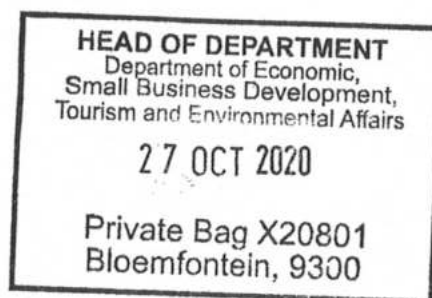 HEAD OF DEPARTMENT
Department of Economic,
Small Business Development,
Tourism and Environmental Affairs
27 OCT 2020
Private Bag X20801
Bloemfontein, 9300